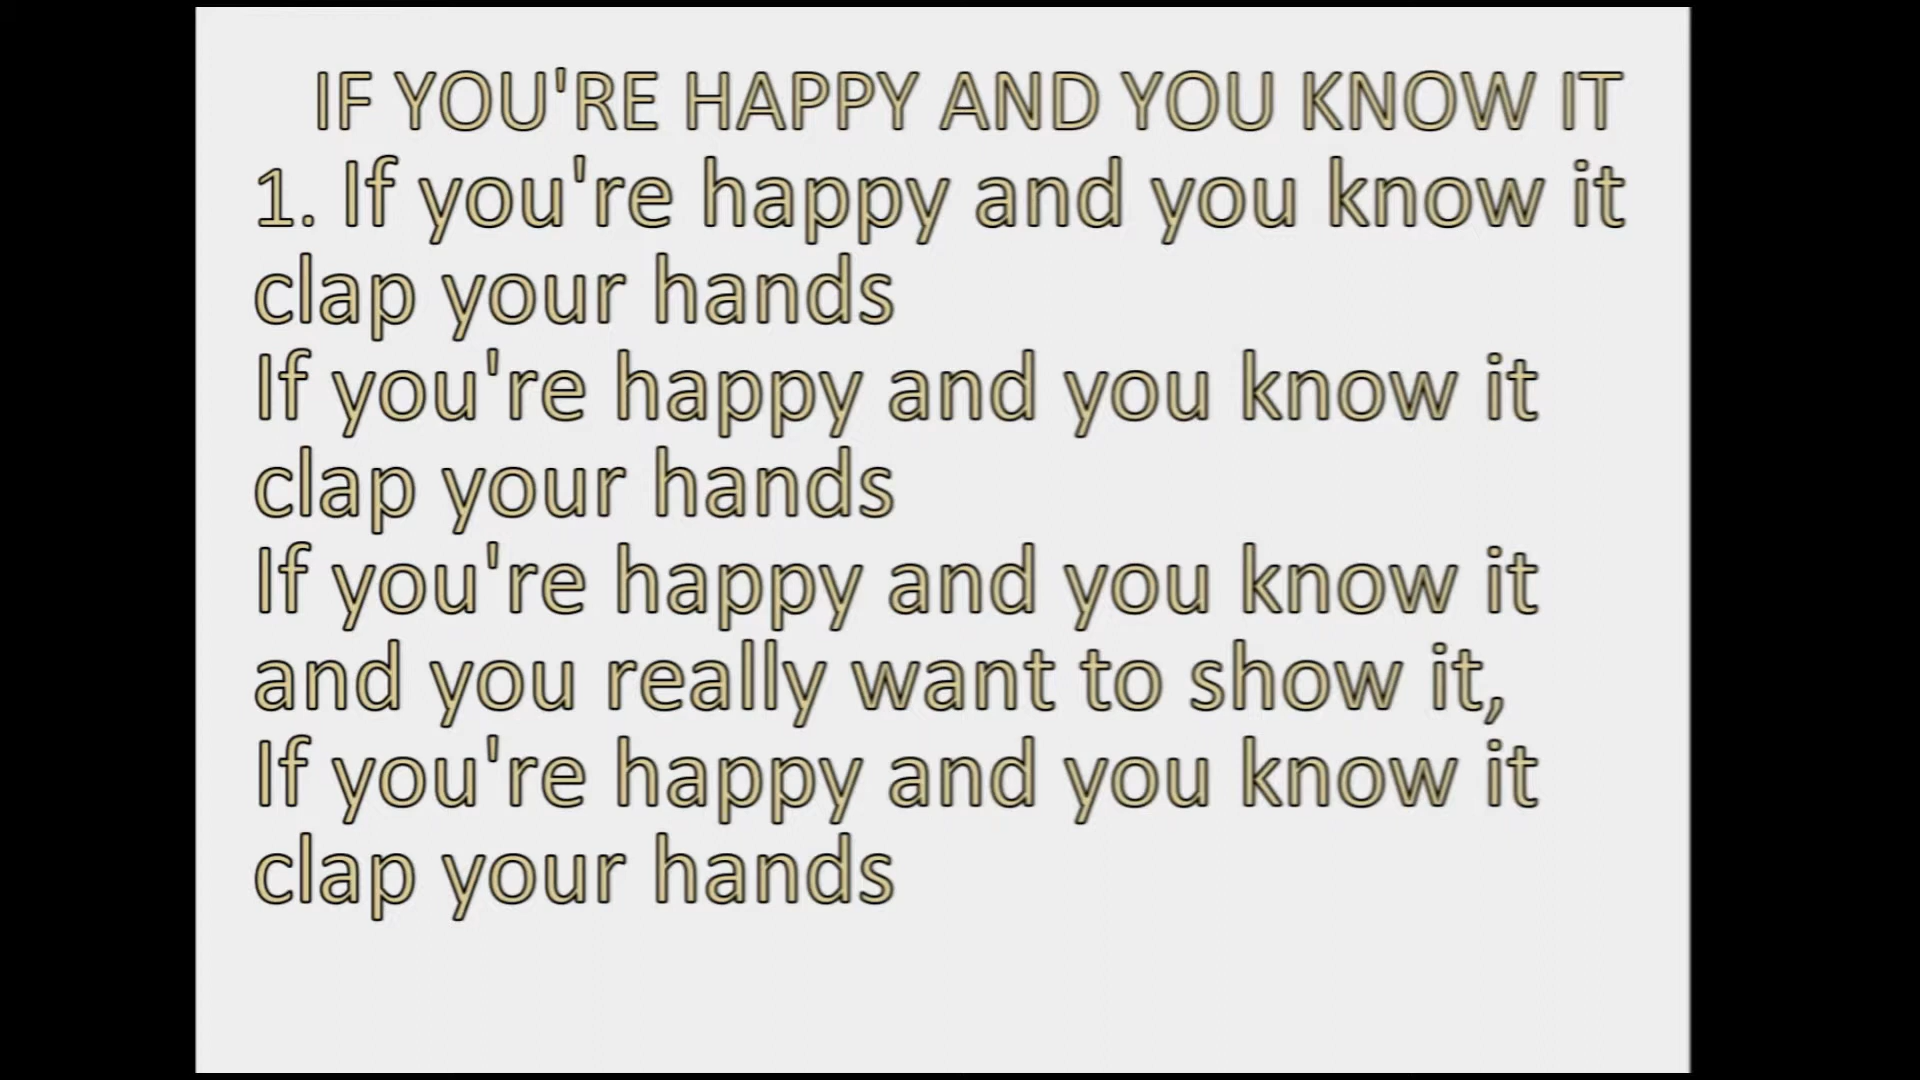 IF YOU'RE HAPPY AND YOU KNOW IT
1. If you're happy and you know it
clap your hands
If you're happy and you know it
clap your hands
If you're happy and you know it
and you really want to show it,
If you're happy and you know it
clap your hands